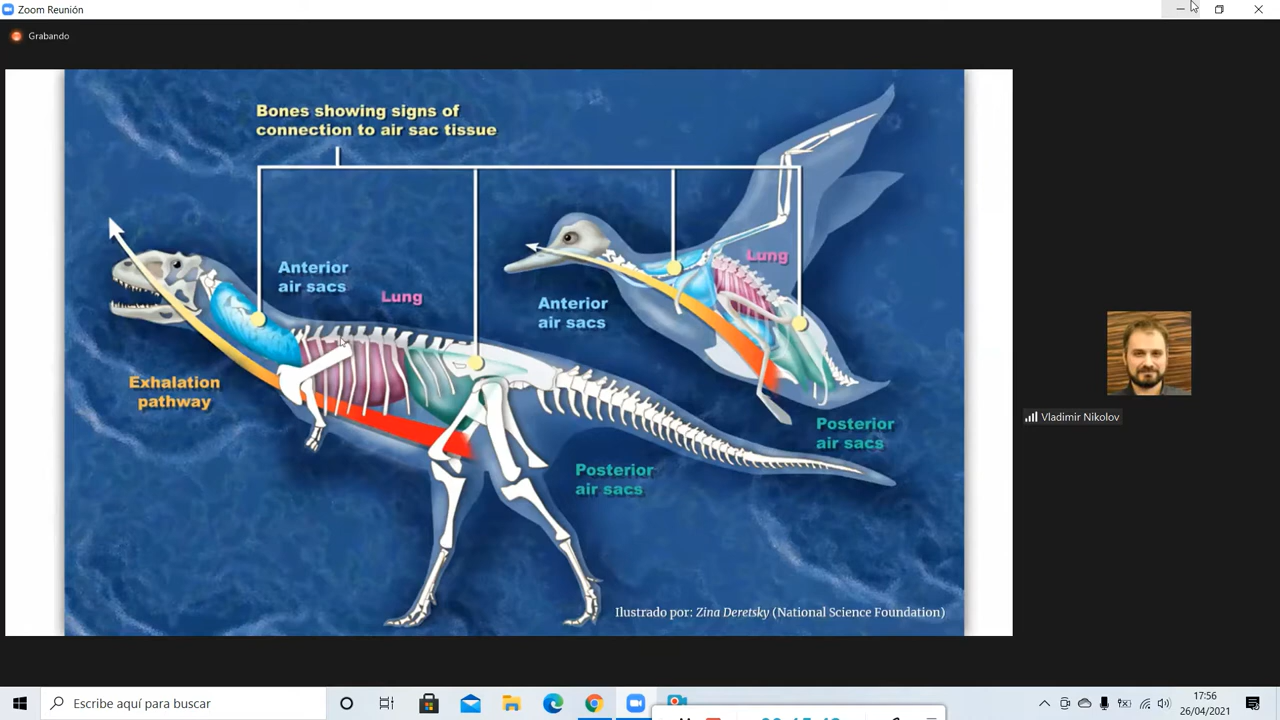 Zoom Reunión
Grabando
Bones showing signs of
connection to air sac tissue
Anterior
air sacs
Lung
Exhalation
pathway
Anterior
air sacs
Lung
Posterior
air sacs
Posterior
air sacs
Ilustrado por: Zina Deretsky (National Science Foundation)
Vladimir Nikolov
Escribe aquí para buscar
17:56
26/04/2021